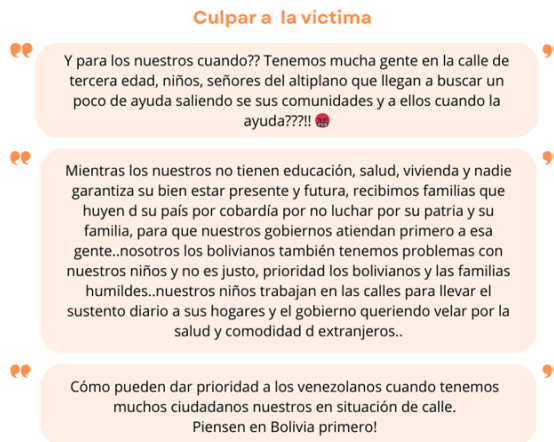 Culpar a la víctima
Y para los nuestros cuando?? Tenemos mucha gente en la calle de
tercera edad, niños, señores del altiplano que llegan a buscar un
poco de ayuda saliendo se sus comunidades y a ellos cuando la
ayuda???!! 🤬
Mientras los nuestros no tienen educación, salud, vivienda y nadie
garantiza su bien estar presente y futura, recibimos familias que
huyen d su país por cobardía por no luchar por su patria y su
familia, para que nuestros gobiernos atiendan primero a esa
gente..nosotros los bolivianos también tenemos problemas con
nuestros niños y no es justo, prioridad los bolivianos y las familias
humildes..nuestros niños trabajan en las calles para llevar el
sustento diario a sus hogares y el gobierno queriendo velar por la
salud y comodidad d extranjeros..
Cómo pueden dar prioridad a los venezolanos cuando tenemos
muchos ciudadanos nuestros en situación de calle.
Piensen en Bolivia primero!